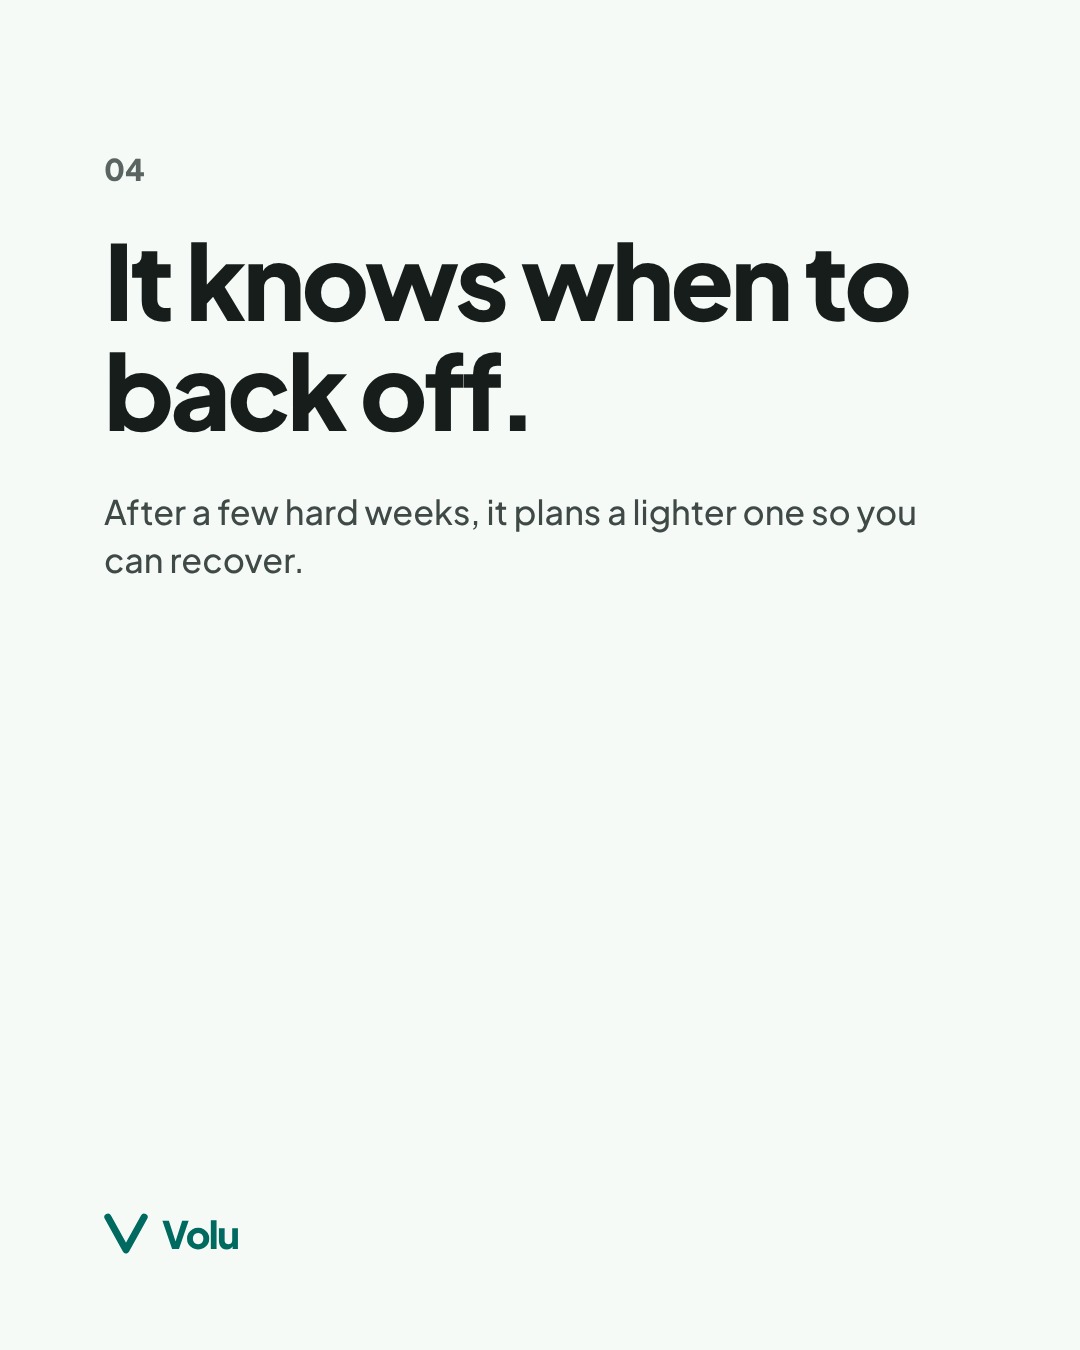 04
It knows when to
back off.
After a few hard weeks, it plans a lighter one so you
can recover.
Volu